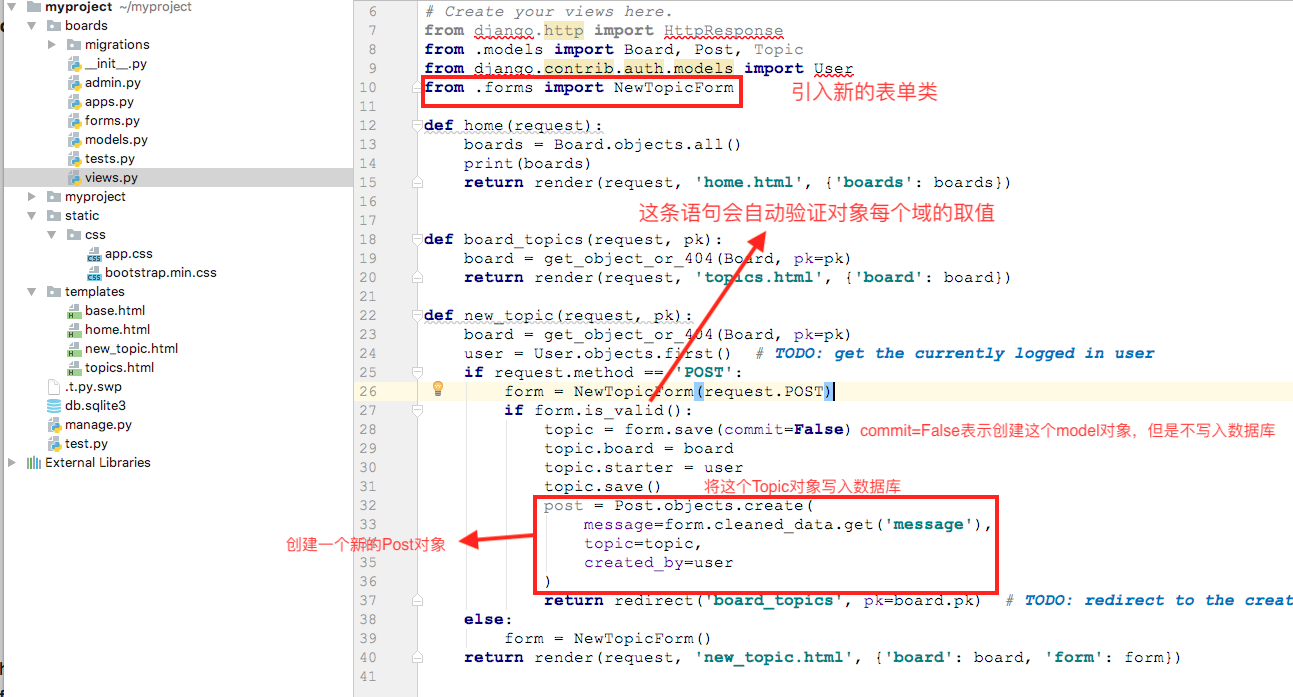 myproject ~/myproject
boards
migrations
__init__.py
admin.py
apps.py
forms.py
models.py
tests.py
views.py
myproject
static
css
app.css
bootstrap.min.css
templates
base.html
home.html
new_topic.html
topics.html
.t.py.swp
db.sqlite3
manage.py
test.py
External Libraries
6 # Create your views here.
7 from django.http import HttpResponse
8 from .models import Board, Post, Topic
9 from django.contrib.auth.models import User
10 from .forms import NewTopicForm 引入新的表单类
11
12 def home(request):
13 boards = Board.objects.all()
14 print(boards)
15 return render(request, 'home.html', {'boards': boards})
16
这条语句会自动验证对象每个域的取值
17
18 def board_topics(request, pk):
19 board = get_object_or_404(Board, pk=pk)
20 return render(request, 'topics.html', {'board': board})
21
22 def new_topic(request, pk):
23 board = get_object_or_404(Board, pk=pk)
24 user = User.objects.first() # TODO: get the currently logged in user
25 if request.method == 'POST':
26 form = NewTopicForm(request.POST)
27 if form.is_valid():
28 topic = form.save(commit=False) commit=False表示创建这个model对象，但是不写入数据库
29 topic.board = board
30 topic.starter = user
31 topic.save() 将这个Topic对象写入数据库
32 post = Post.objects.create(
33 message=form.cleaned_data.get('message'),
创建一个新的Post对象
34 topic=topic,
35 created_by=user
36 )
37 return redirect('board_topics', pk=board.pk) # TODO: redirect to the creat
38 else:
39 form = NewTopicForm()
40 return render(request, 'new_topic.html', {'board': board, 'form': form})
41